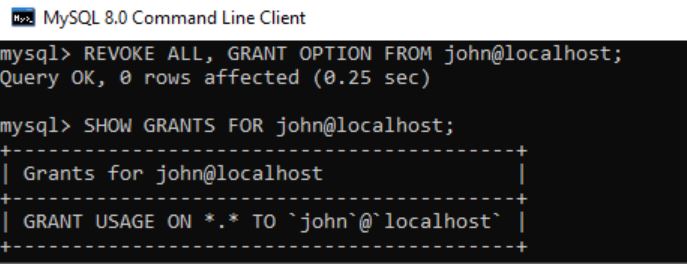 MySQL 8.0 Command Line Client
mysql> REVOKE ALL, GRANT OPTION FROM john@localhost;
Query OK, 0 rows affected (0.25 sec)
mysql> SHOW GRANTS FOR john@localhost;
+-----------------------------------------+
| Grants for john@localhost               |
+-----------------------------------------+
| GRANT USAGE ON *.* TO `john`@`localhost` |
+-----------------------------------------+